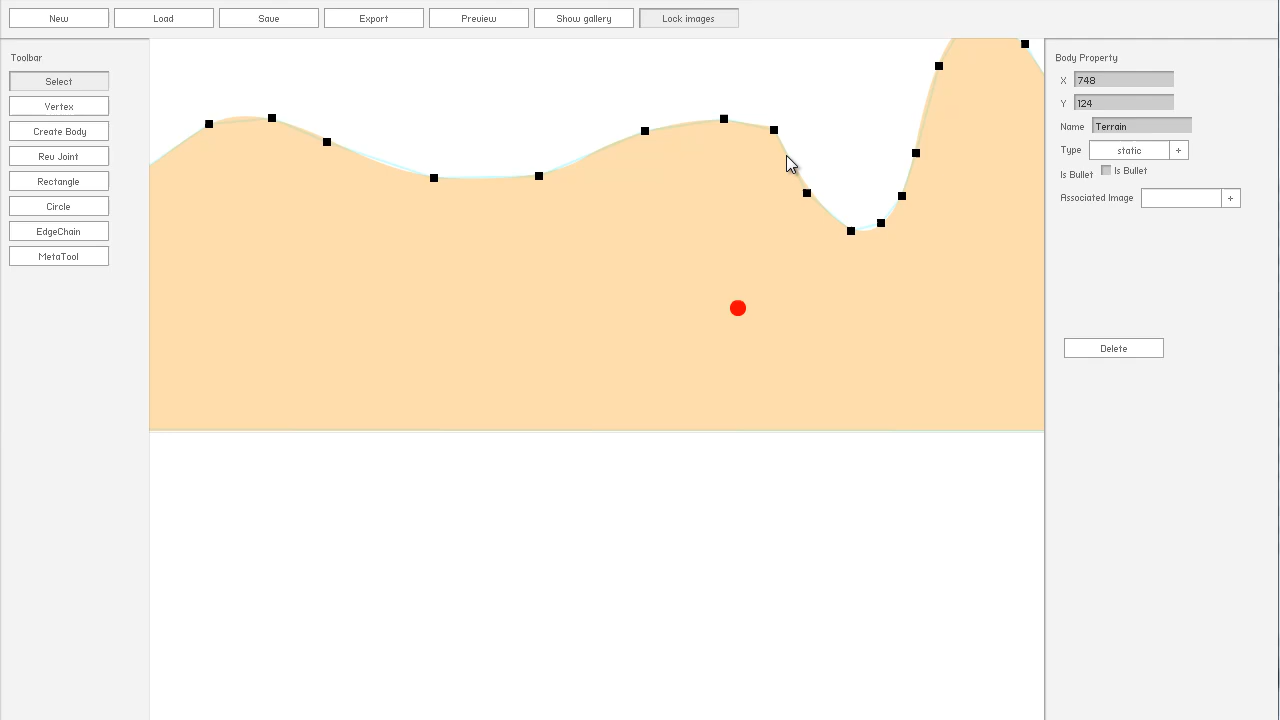 New Load Save Export Preview Show gallery Lock images
Toolbar
Select
Vertex
Create Body
Rev Joint
Rectangle
Circle
EdgeChain
MetaTool
Body Property
X 748
Y 124
Name Terrain
Type static +
Is Bullet Is Bullet
Associated Image +
Delete